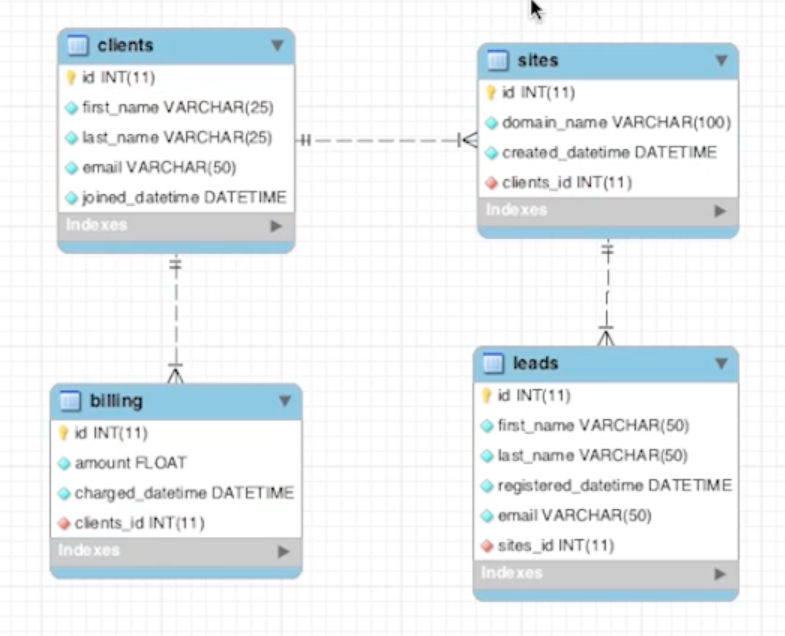 clients
id INT(11)
first_name VARCHAR(25)
last_name VARCHAR(25)
email VARCHAR(50)
joined_datetime DATETIME
Indexes
sites
id INT(11)
domain_name VARCHAR(100)
created_datetime DATETIME
clients_id INT(11)
Indexes
billing
id INT(11)
amount FLOAT
charged_datetime DATETIME
clients_id INT(11)
Indexes
leads
id INT(11)
first_name VARCHAR(50)
last_name VARCHAR(50)
registered_datetime DATETIME
email VARCHAR(50)
sites_id INT(11)
Indexes